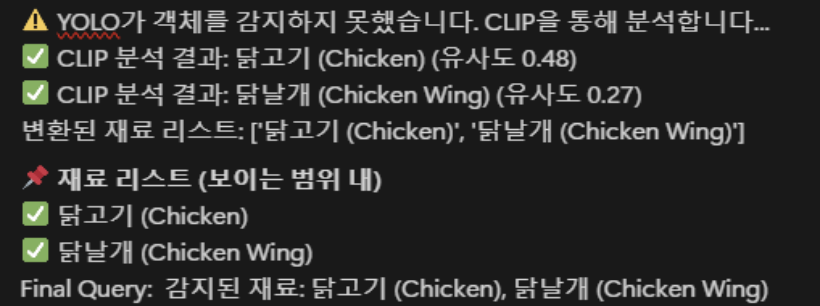 ⚠️ YOLO가 객체를 감지하지 못했습니다. CLIP을 통해 분석합니다...
✅ CLIP 분석 결과: 닭고기 (Chicken) (유사도 0.48)
✅ CLIP 분석 결과: 닭날개 (Chicken Wing) (유사도 0.27)
변환된 재료 리스트: ['닭고기 (Chicken)', '닭날개 (Chicken Wing)']
📌 재료 리스트 (보이는 범위 내)
✅ 닭고기 (Chicken)
✅ 닭날개 (Chicken Wing)
Final Query: 감지된 재료: 닭고기 (Chicken), 닭날개 (Chicken Wing)